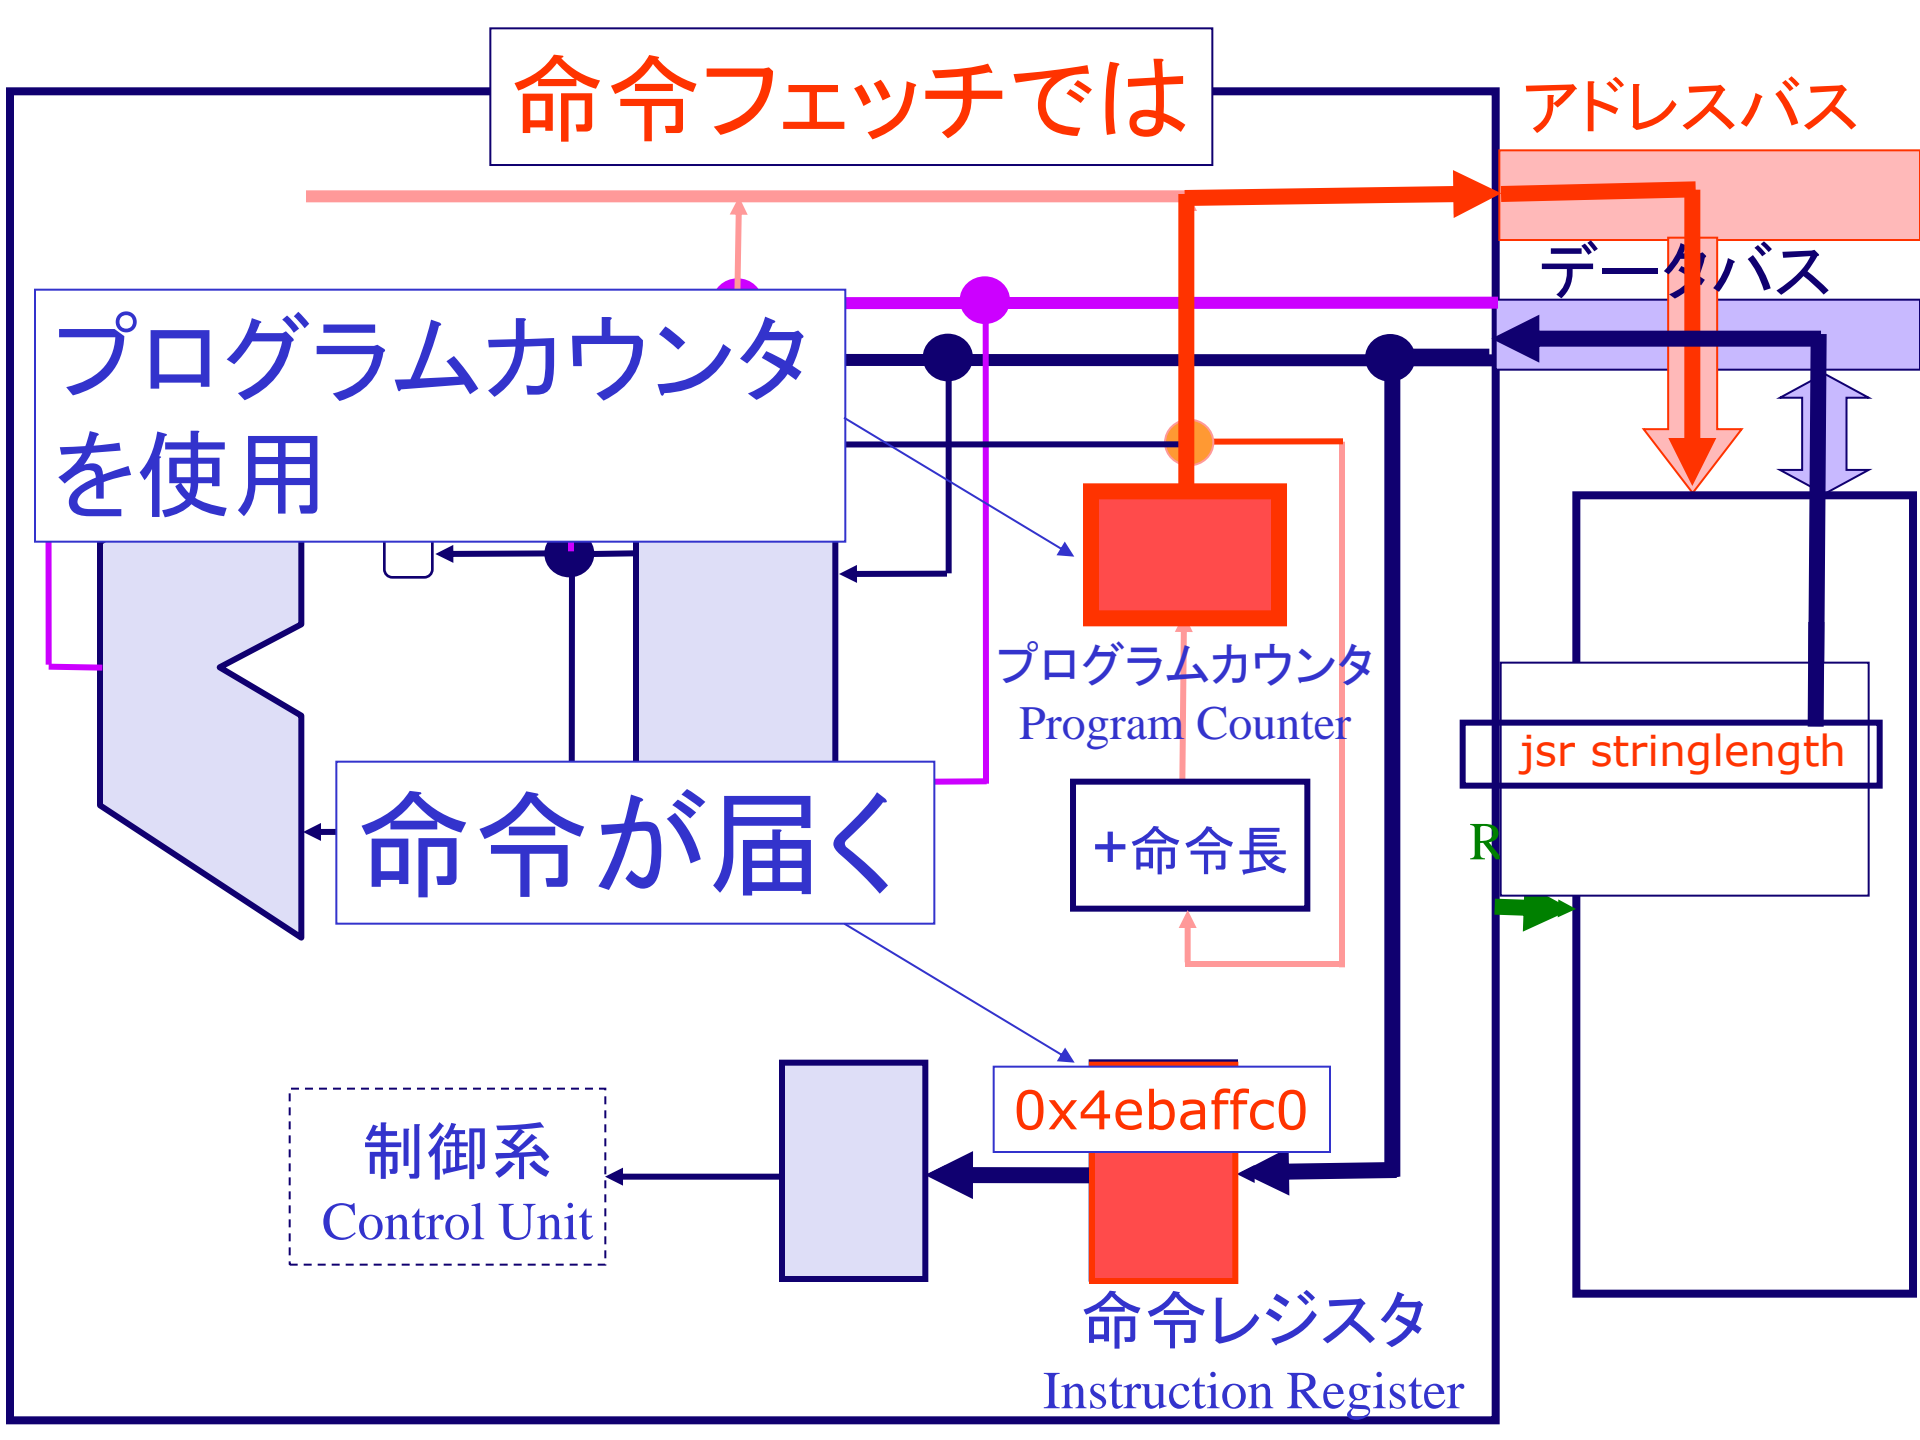 命令フェッチでは
アドレスバス
データバス
プログラムカウンタ
を使用
プログラムカウンタ
Program Counter
jsr stringlength
命令が届く
+命令長
R
0x4ebaffc0
制御系
Control Unit
命令レジスタ
Instruction Register